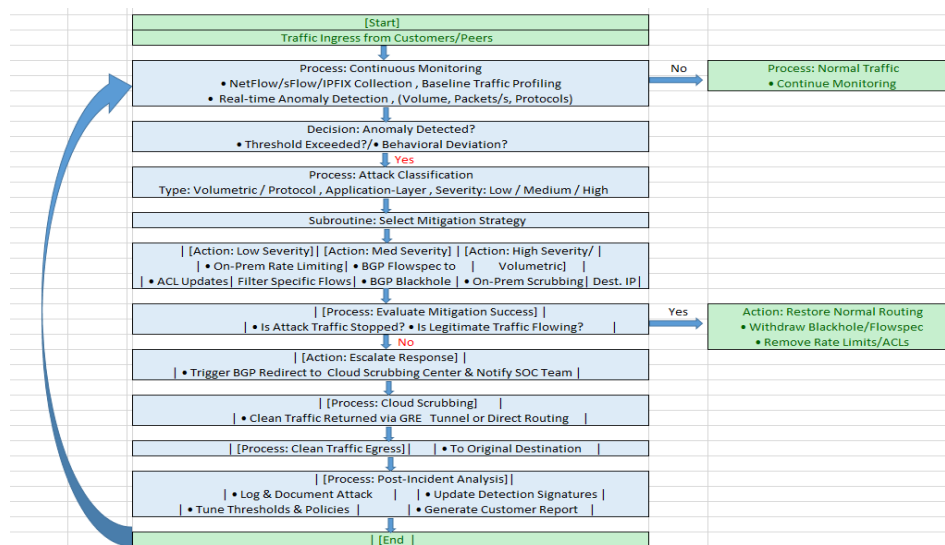 [Start]
Traffic Ingress from Customers/Peers
Process: Continuous Monitoring
• NetFlow/sFlow/IPFIX Collection , Baseline Traffic Profiling
• Real-time Anomaly Detection , (Volume, Packets/s, Protocols)
No
Process: Normal Traffic
• Continue Monitoring
Decision: Anomaly Detected?
• Threshold Exceeded?/• Behavioral Deviation?
Yes
Process: Attack Classification
Type: Volumetric / Protocol , Application-Layer , Severity: Low / Medium / High
Subroutine: Select Mitigation Strategy
| [Action: Low Severity] | [Action: Med Severity] | [Action: High Severity/ |
| • On-Prem Rate Limiting| • BGP Flowspec to | Volumetric] |
| • ACL Updates| Filter Specific Flows| • BGP Blackhole | • On-Prem Scrubbing| Dest. IP|
| [Process: Evaluate Mitigation Success] |
| • Is Attack Traffic Stopped? • Is Legitimate Traffic Flowing? |
Yes
Action: Restore Normal Routing
• Withdraw Blackhole/Flowspec
• Remove Rate Limits/ACLs
No
| [Action: Escalate Response] |
| • Trigger BGP Redirect to Cloud Scrubbing Center & Notify SOC Team |
| [Process: Cloud Scrubbing] |
| • Clean Traffic Returned via GRE Tunnel or Direct Routing |
| [Process: Clean Traffic Egress]| | • To Original Destination |
| [Process: Post-Incident Analysis]|
| • Log & Document Attack | | • Update Detection Signatures |
| • Tune Thresholds & Policies | | • Generate Customer Report |
| [End |